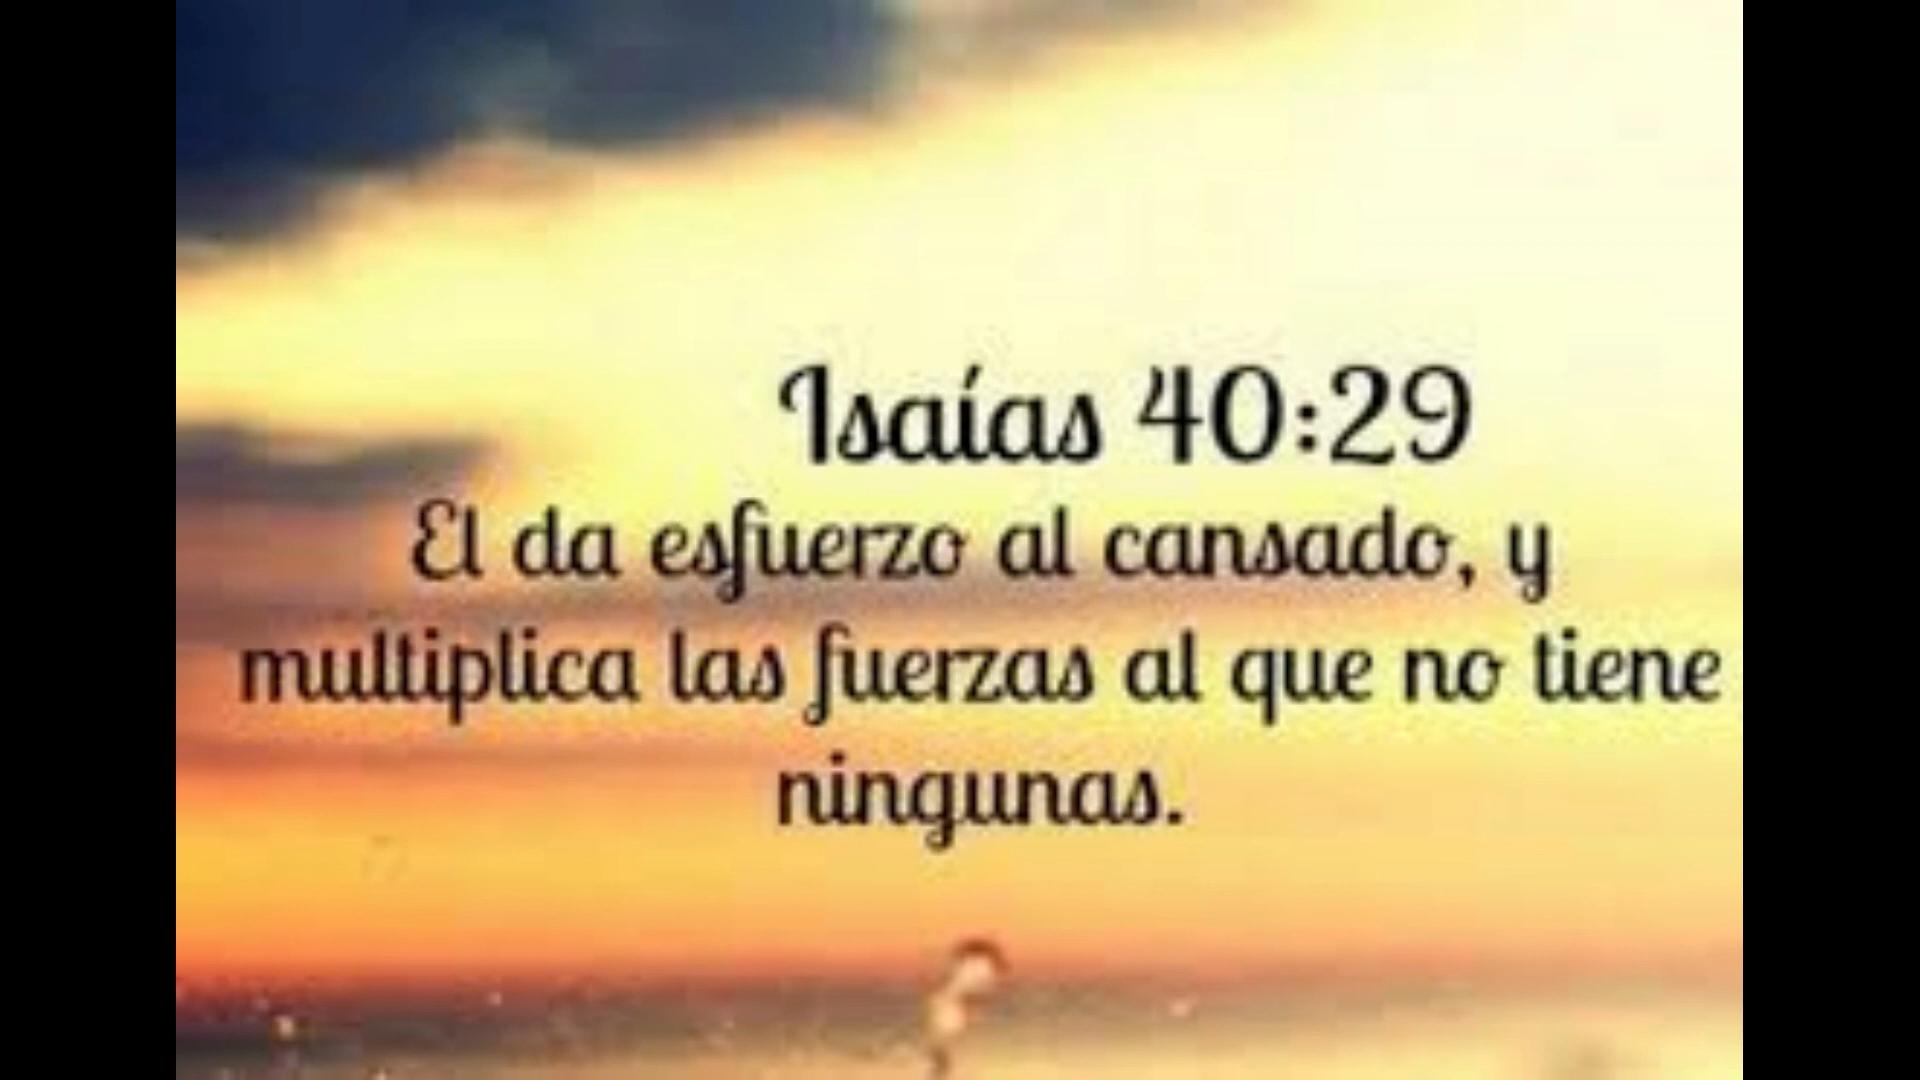 Isaías 40:29
El da esfuerzo al cansado, y
multiplica las fuerzas al que no tiene
ningunas.